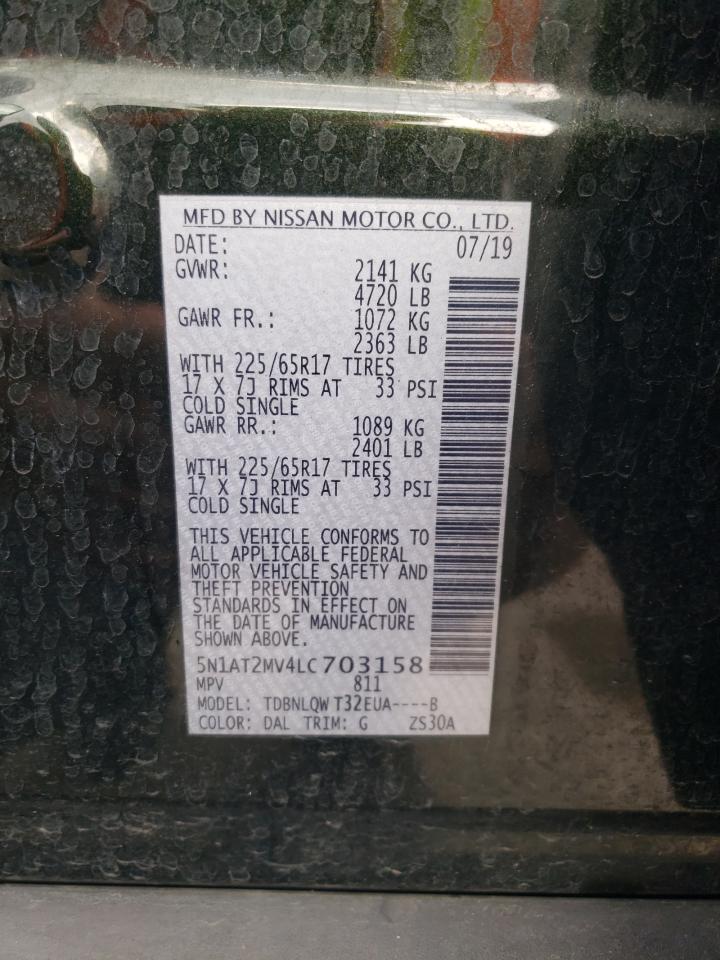 MFD BY NISSAN MOTOR CO., LTD.
DATE: 07/19
GVWR: 2141 KG
4720 LB
GAWR FR.: 1072 KG
2363 LB
WITH 225/65R17 TIRES
17 X 7J RIMS AT 33 PSI
COLD SINGLE
GAWR RR.: 1089 KG
2401 LB
WITH 225/65R17 TIRES
17 X 7J RIMS AT 33 PSI
COLD SINGLE
THIS VEHICLE CONFORMS TO
ALL APPLICABLE FEDERAL
MOTOR VEHICLE SAFETY AND
THEFT PREVENTION
STANDARDS IN EFFECT ON
THE DATE OF MANUFACTURE
SHOWN ABOVE.
5N1AT2MV4LC703158
MPV 811
MODEL: TDBNLQW T32EUA----B
COLOR: DAL TRIM: G ZS30A